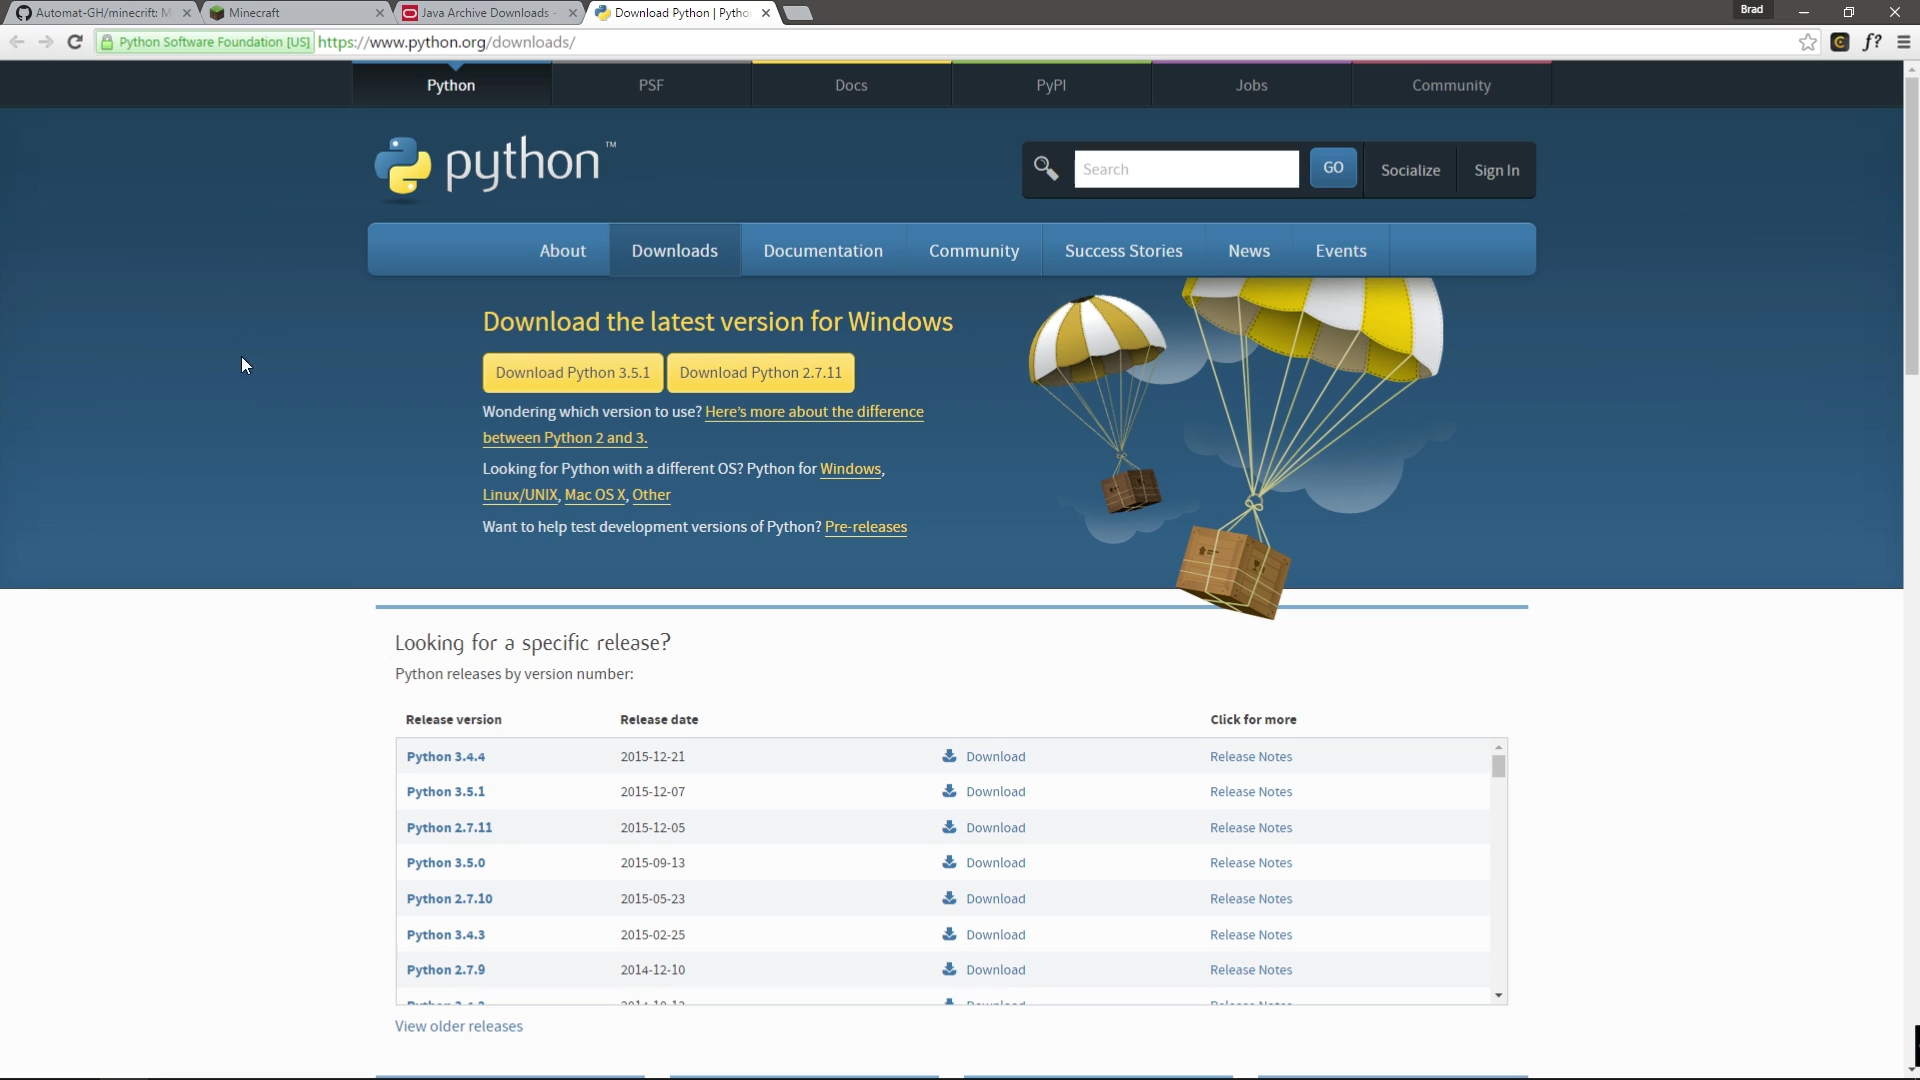 Automat-GH/minecrift: M
Minecraft
Java Archive Downloads -
Download Python | Pytho
Brad
Python Software Foundation [US] https://www.python.org/downloads/
f?
Python PSF Docs PyPI Jobs Community
python™
Search GO Socialize Sign In
About Downloads Documentation Community Success Stories News Events
Download the latest version for Windows
Download Python 3.5.1 Download Python 2.7.11
Wondering which version to use? Here's more about the difference
between Python 2 and 3.
Looking for Python with a different OS? Python for Windows,
Linux/UNIX, Mac OS X, Other
Want to help test development versions of Python? Pre-releases
Looking for a specific release?
Python releases by version number:
Release version Release date Click for more
Python 3.4.4 2015-12-21 Download Release Notes
Python 3.5.1 2015-12-07 Download Release Notes
Python 2.7.11 2015-12-05 Download Release Notes
Python 3.5.0 2015-09-13 Download Release Notes
Python 2.7.10 2015-05-23 Download Release Notes
Python 3.4.3 2015-02-25 Download Release Notes
Python 2.7.9 2014-12-10 Download Release Notes
View older releases